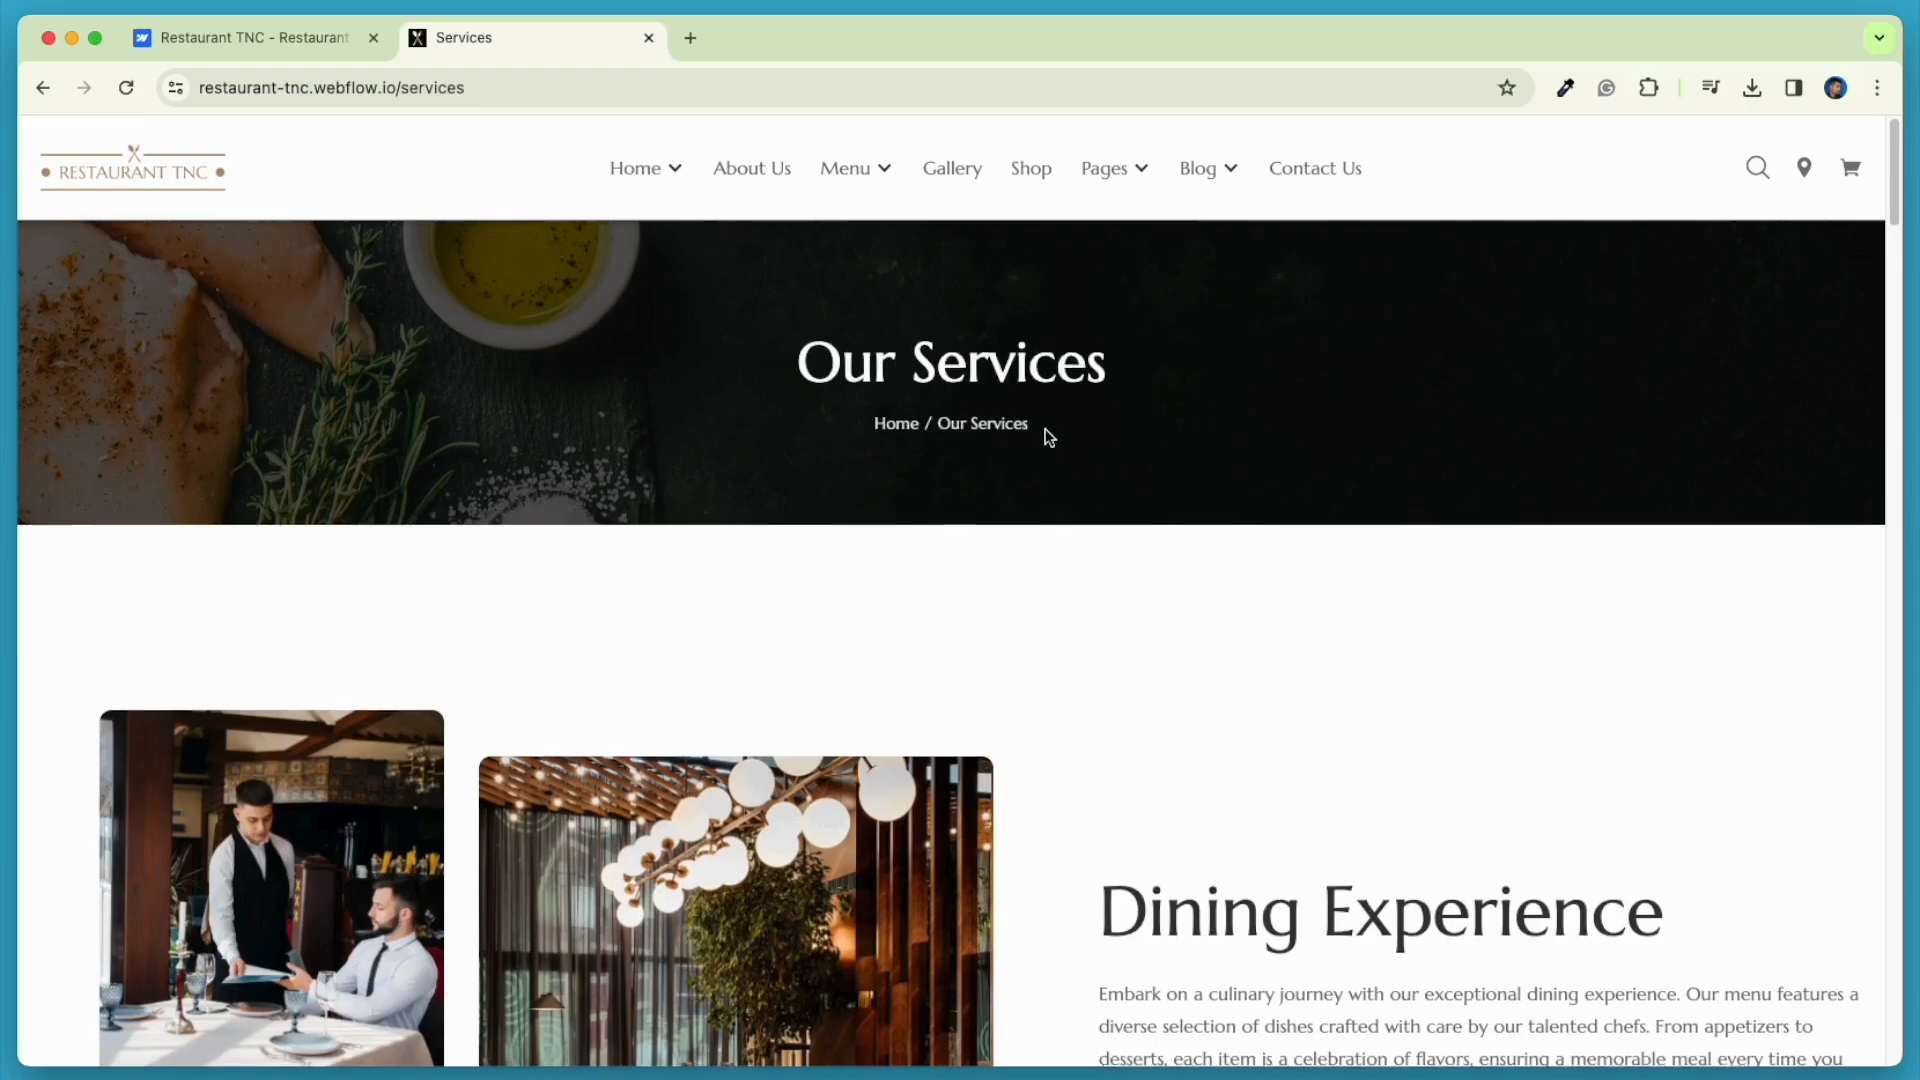 Restaurant TNC - Restaurant
Services
restaurant-tnc.webflow.io/services
RESTAURANT TNC
Home
About Us
Menu
Gallery
Shop
Pages
Blog
Contact Us
Our Services
Home / Our Services
Dining Experience
Embark on a culinary journey with our exceptional dining experience. Our menu features a
diverse selection of dishes crafted with care by our talented chefs. From appetizers to
desserts, each item is a celebration of flavors, ensuring a memorable meal every time you